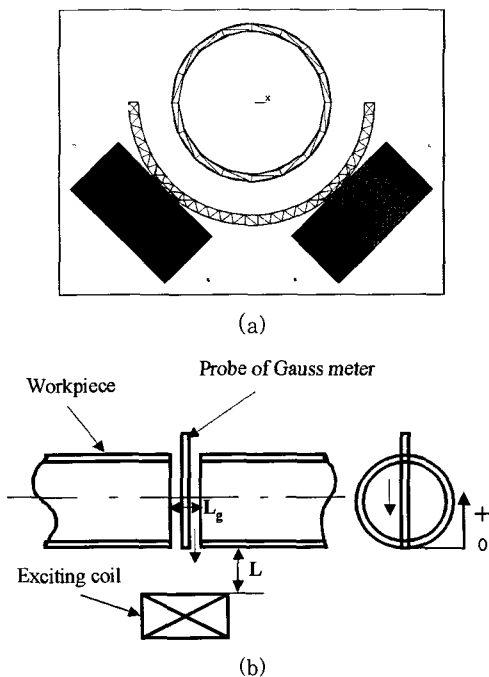 x
(a)
Probe of Gauss meter
Workpiece
Lg
+
0
L
Exciting coil
(b)